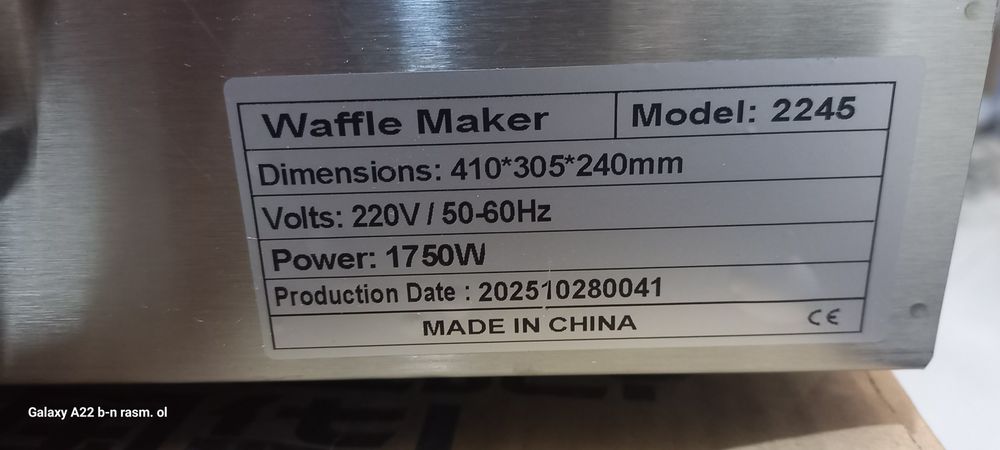 Waffle Maker Model: 2245
Dimensions: 410*305*240mm
Volts: 220V / 50-60Hz
Power: 1750W
Production Date : 202510280041
MADE IN CHINA CE
Galaxy A22 b-n rasm. ol